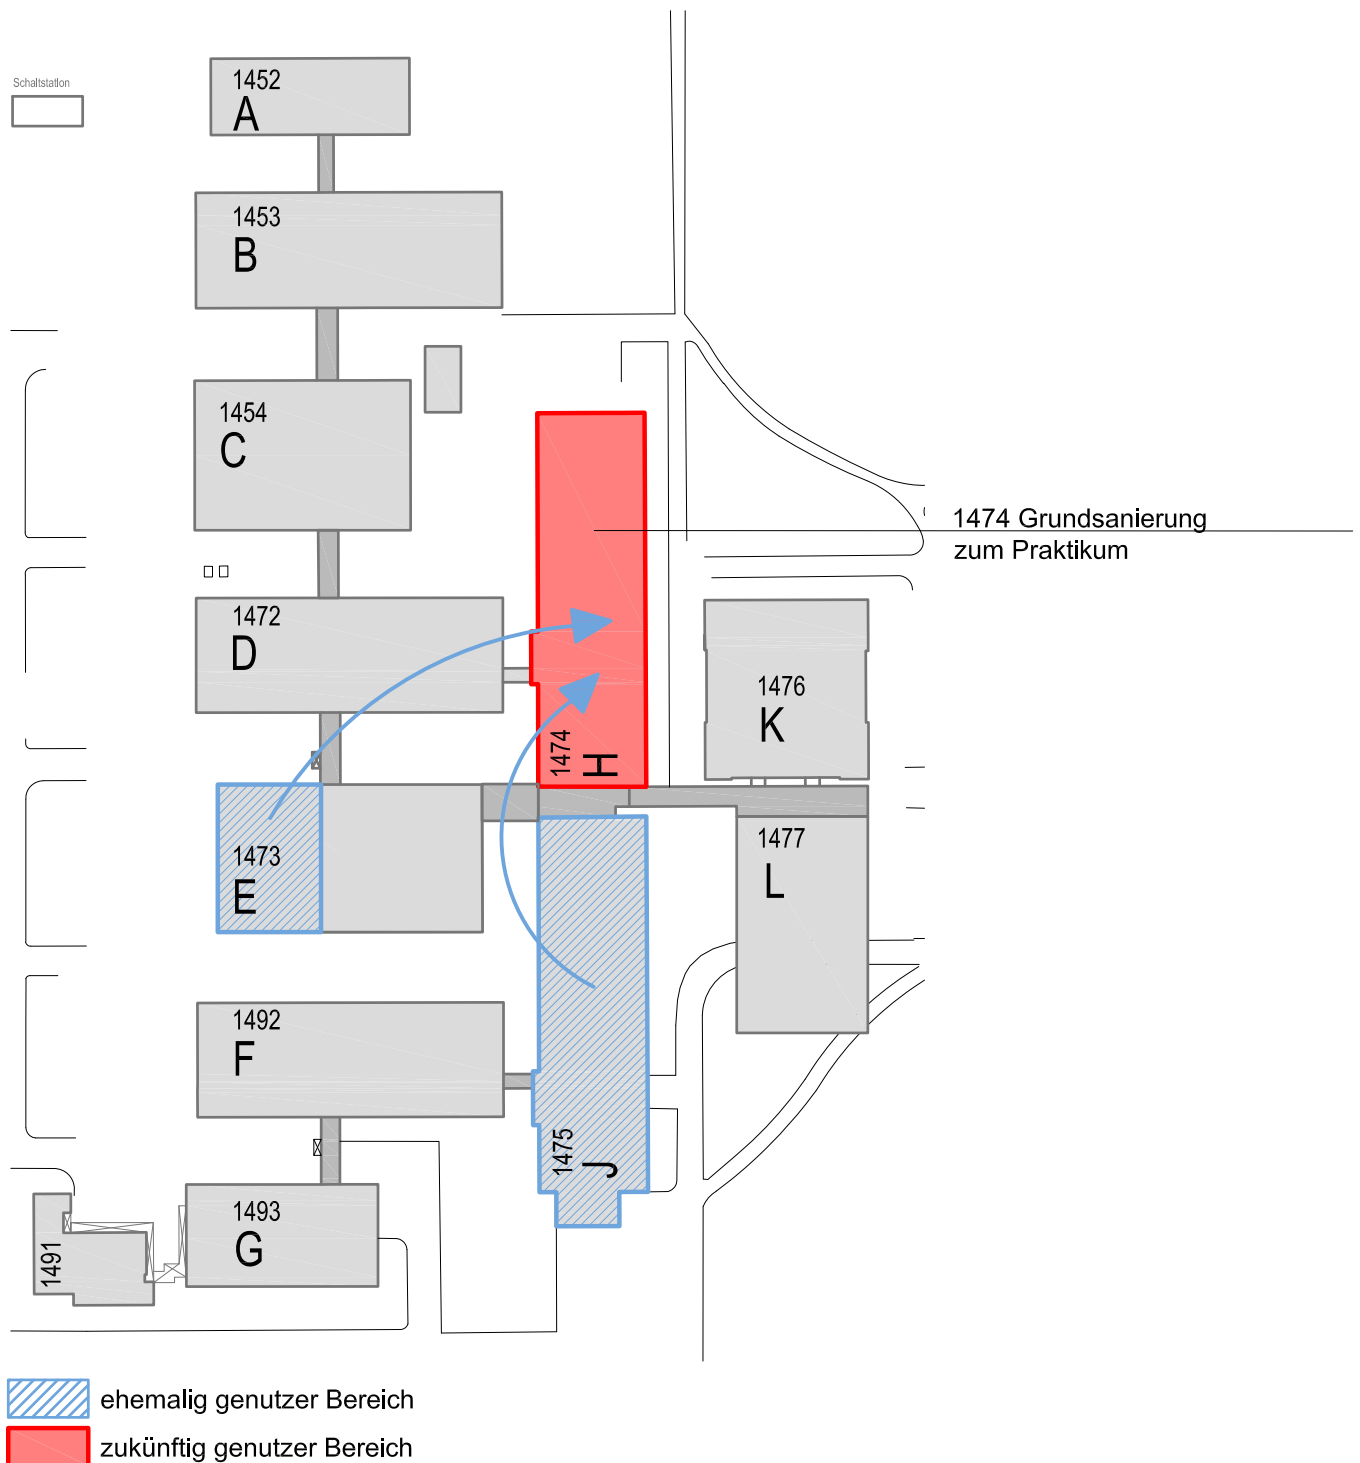 Schaltstation
1452
A
1453
B
1454
C
1474 Grundsanierung
zum Praktikum
1472
D
1476
K
1474
H
1473
E
1477
L
1492
F
1475
J
1493
G
1491
ehemalig genutzer Bereich
zukünftig genutzer Bereich